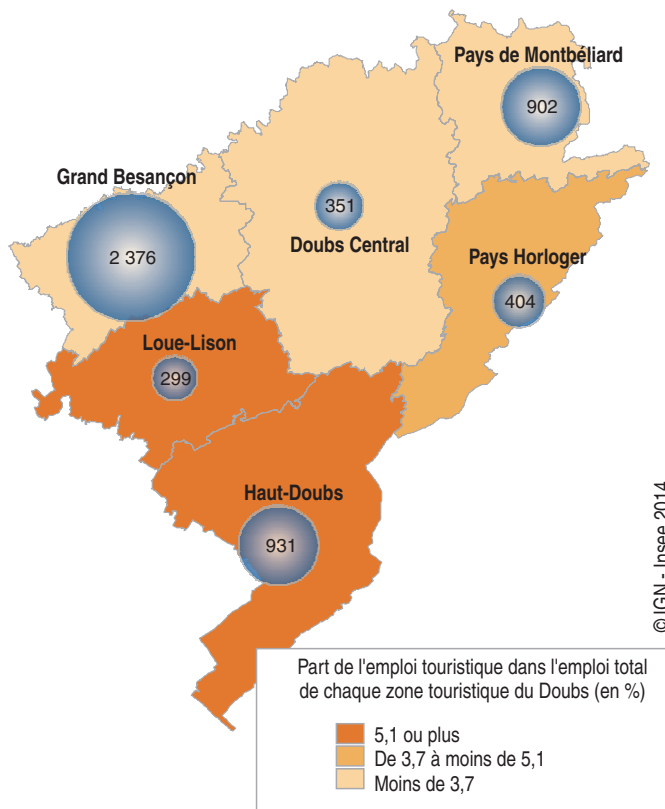 Pays de Montbéliard
902
Grand Besançon
351
2 376
Doubs Central
Pays Horloger
404
Loue-Lison
299
Haut-Doubs
931
©IGN - Insee 2014
Part de l'emploi touristique dans l'emploi total
de chaque zone touristique du Doubs (en %)
5,1 ou plus
De 3,7 à moins de 5,1
Moins de 3,7